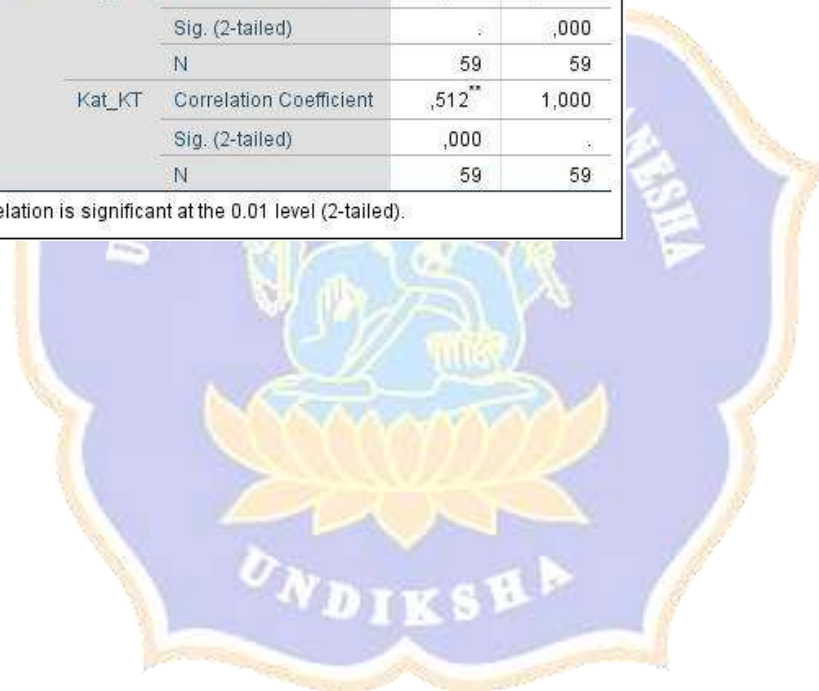 Sig. (2-tailed) . ,000
N 59 59
Kat_KT Correlation Coefficient ,512** 1,000
Sig. (2-tailed) ,000 .
N 59 59
elation is significant at the 0.01 level (2-tailed).
NESHA
UNDIKSHA